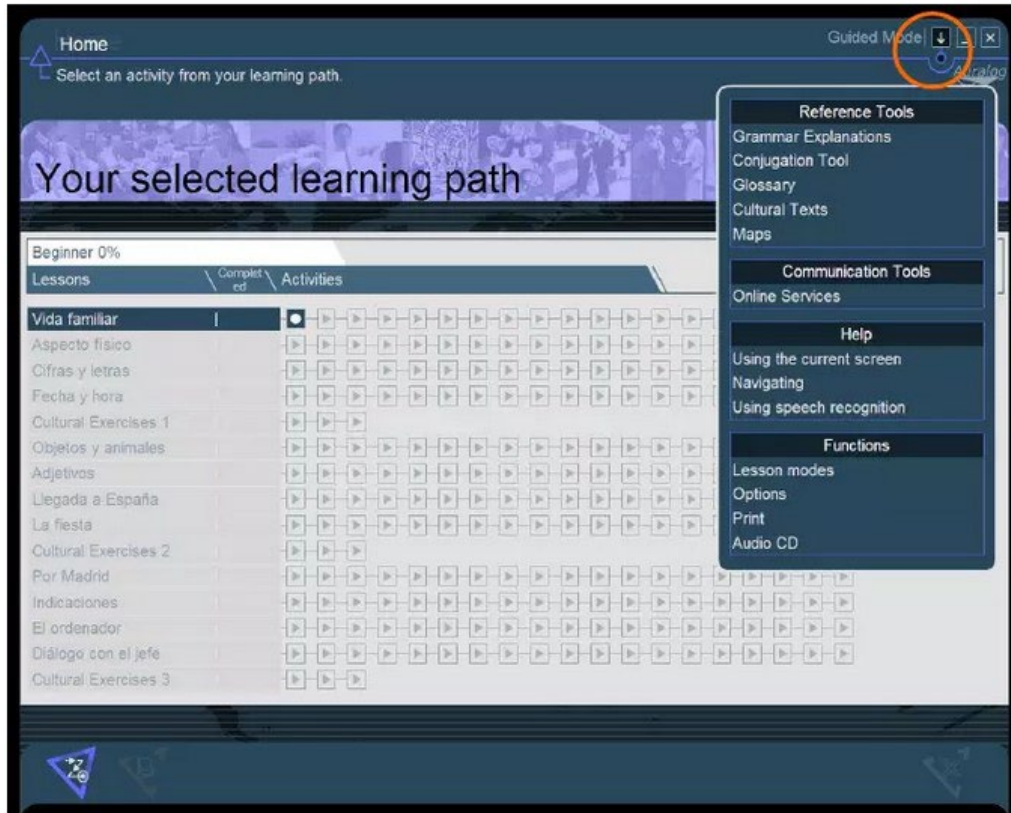 Home
Guided Mode
Select an activity from your learning path.
Auralog
Your selected learning path
Beginner 0%
Lessons
Complet
ed
Activities
Vida familiar
Aspecto físico
Cifras y letras
Fecha y hora
Cultural Exercises 1
Objetos y animales
Adjetivos
Llegada a España
La fiesta
Cultural Exercises 2
Por Madrid
Indicaciones
El ordenador
Diálogo con el jefe
Cultural Exercises 3
Reference Tools
Grammar Explanations
Conjugation Tool
Glossary
Cultural Texts
Maps
Communication Tools
Online Services
Help
Using the current screen
Navigating
Using speech recognition
Functions
Lesson modes
Options
Print
Audio CD